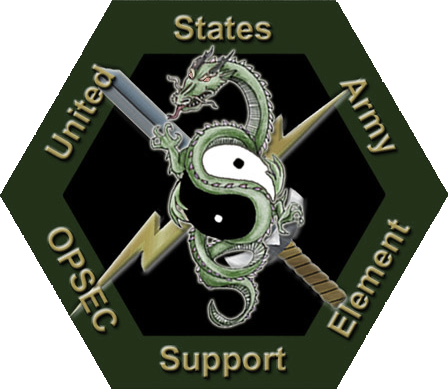 United
States
Army
OPSEC
Support
Element